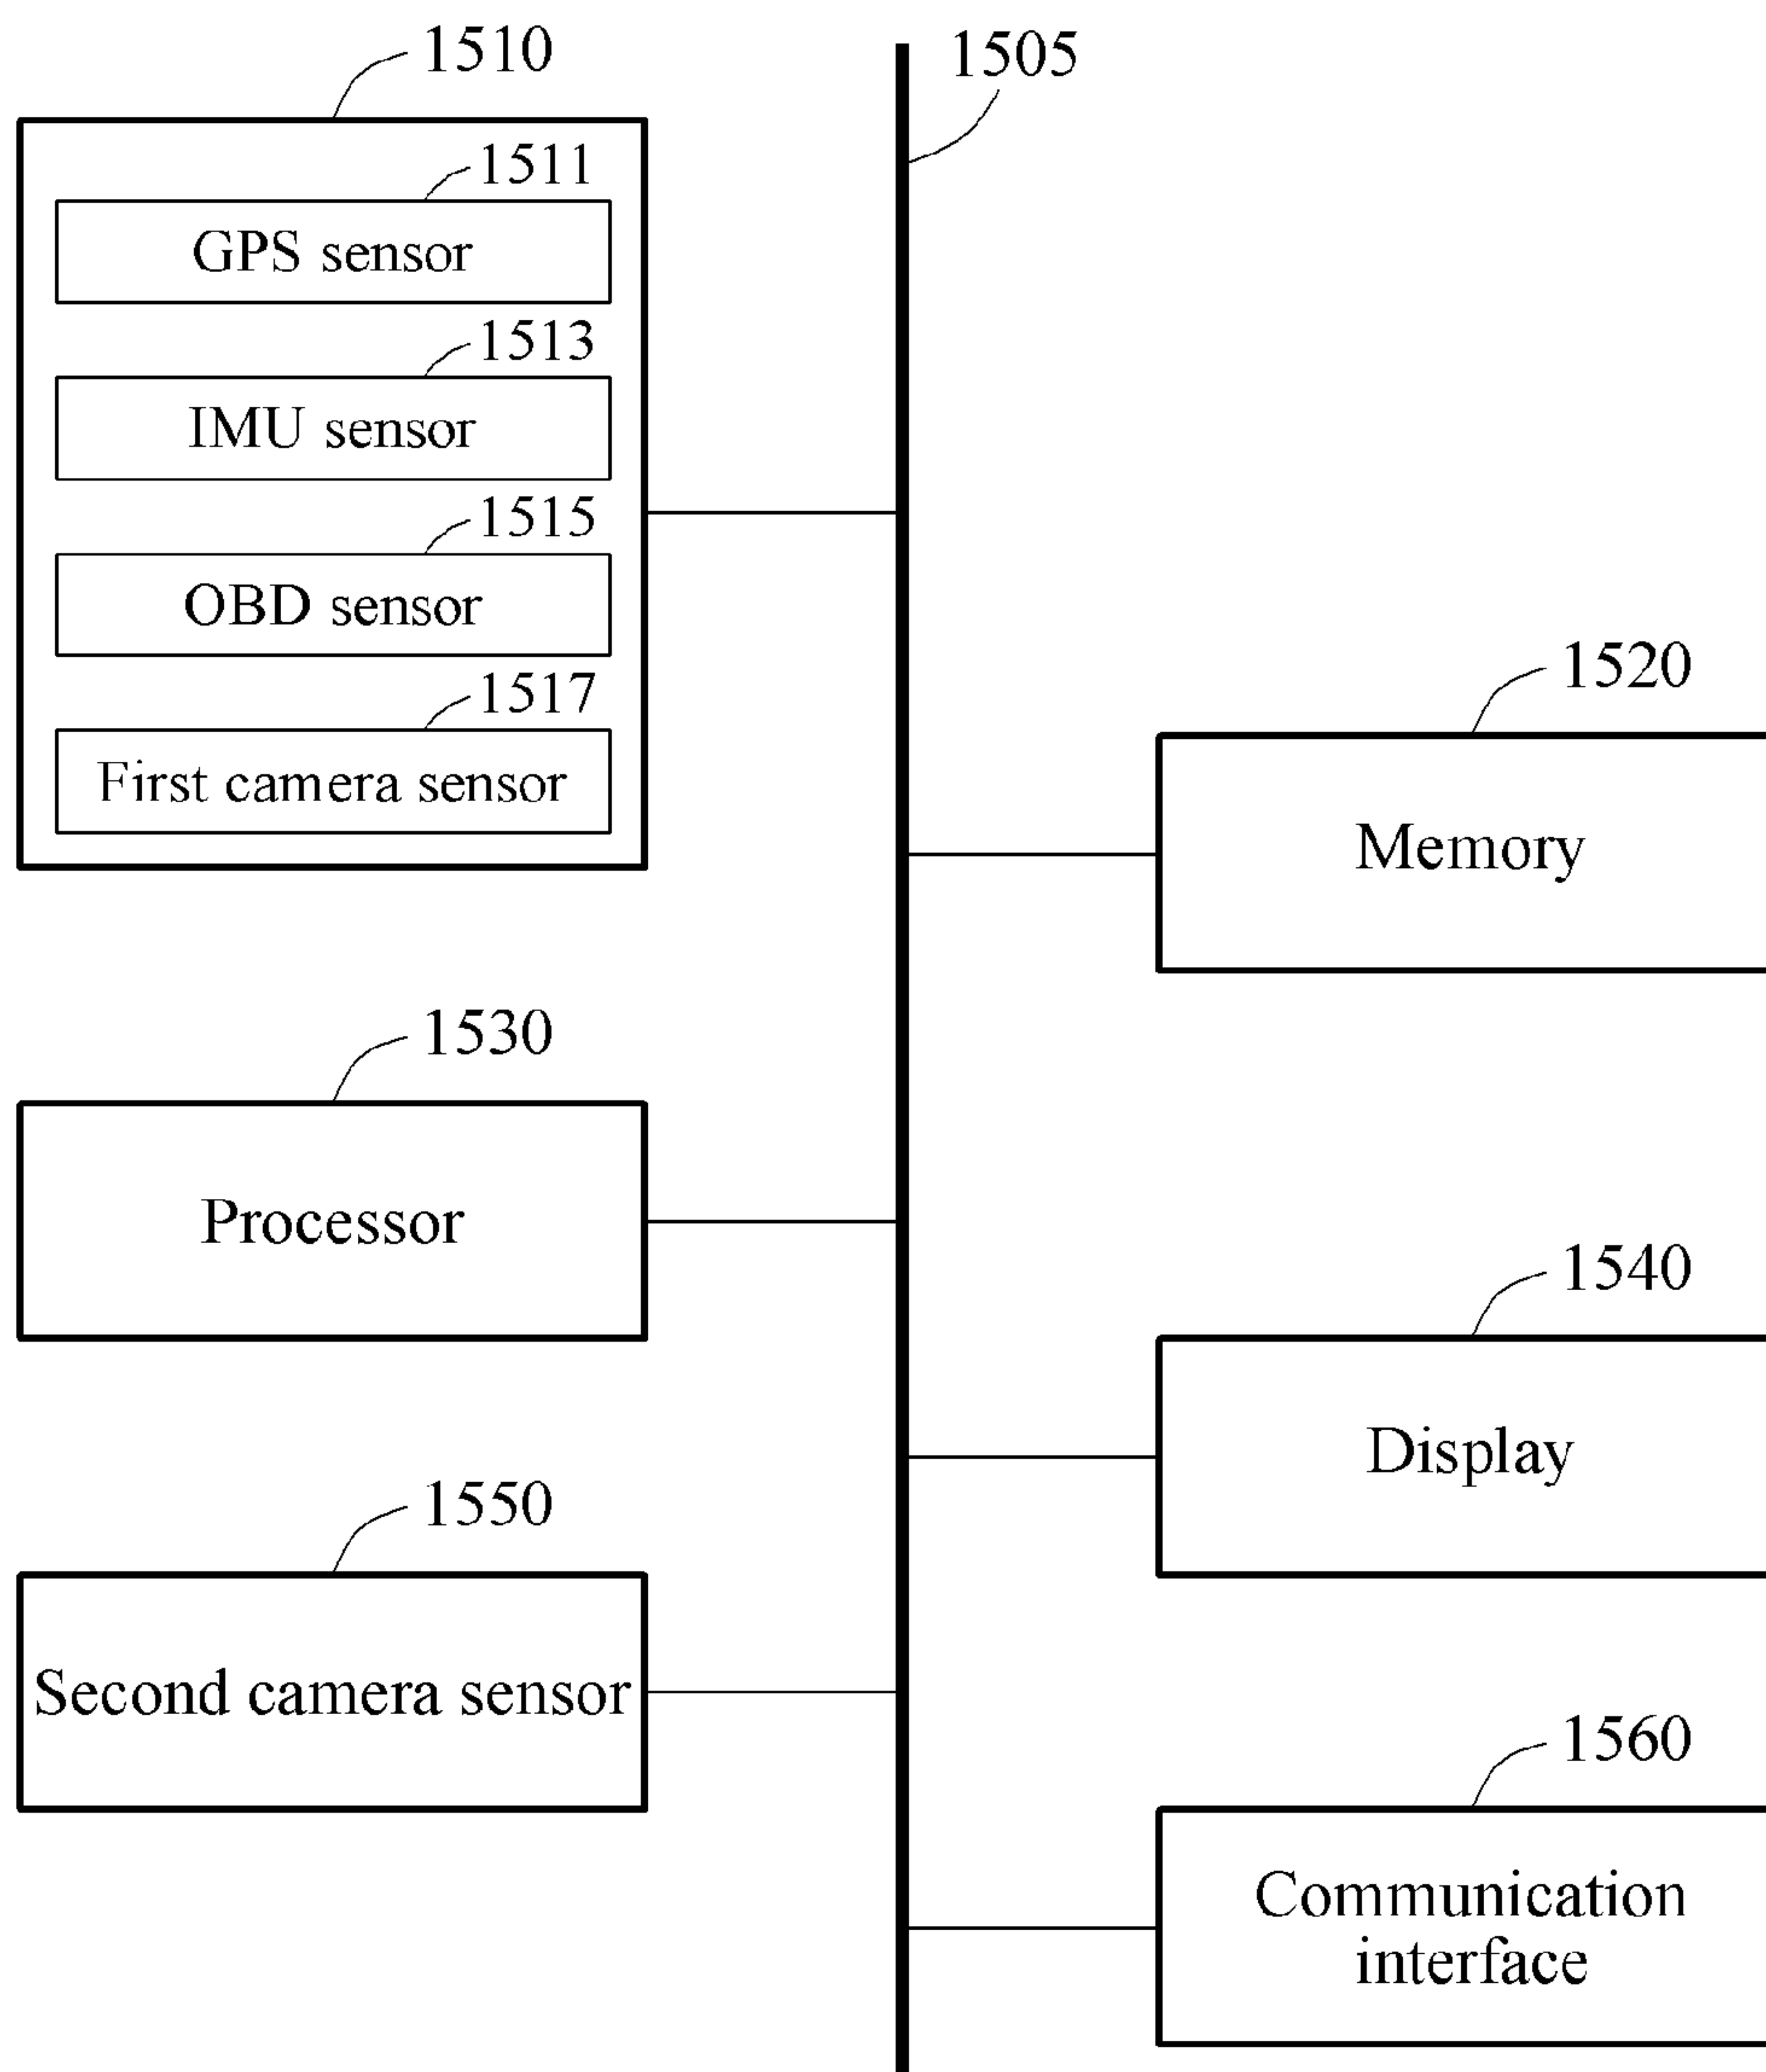 1510
1505
1511
GPS sensor
1513
IMU sensor
1515
OBD sensor
1517
First camera sensor
1520
Memory
1530
Processor
1540
Display
1550
Second camera sensor
1560
Communication
interface